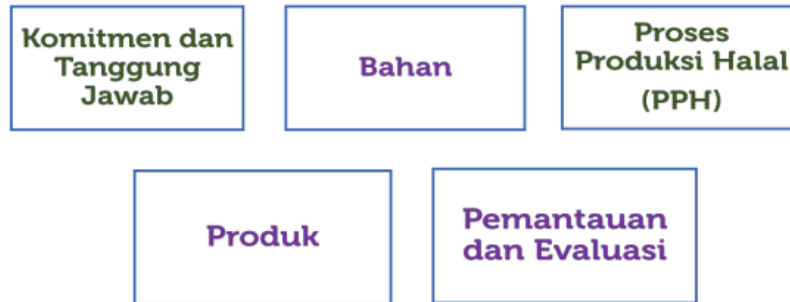 Komitmen dan
Tanggung
Jawab
Bahan
Proses
Produksi Halal
(PPH)
Produk
Pemantauan
dan Evaluasi